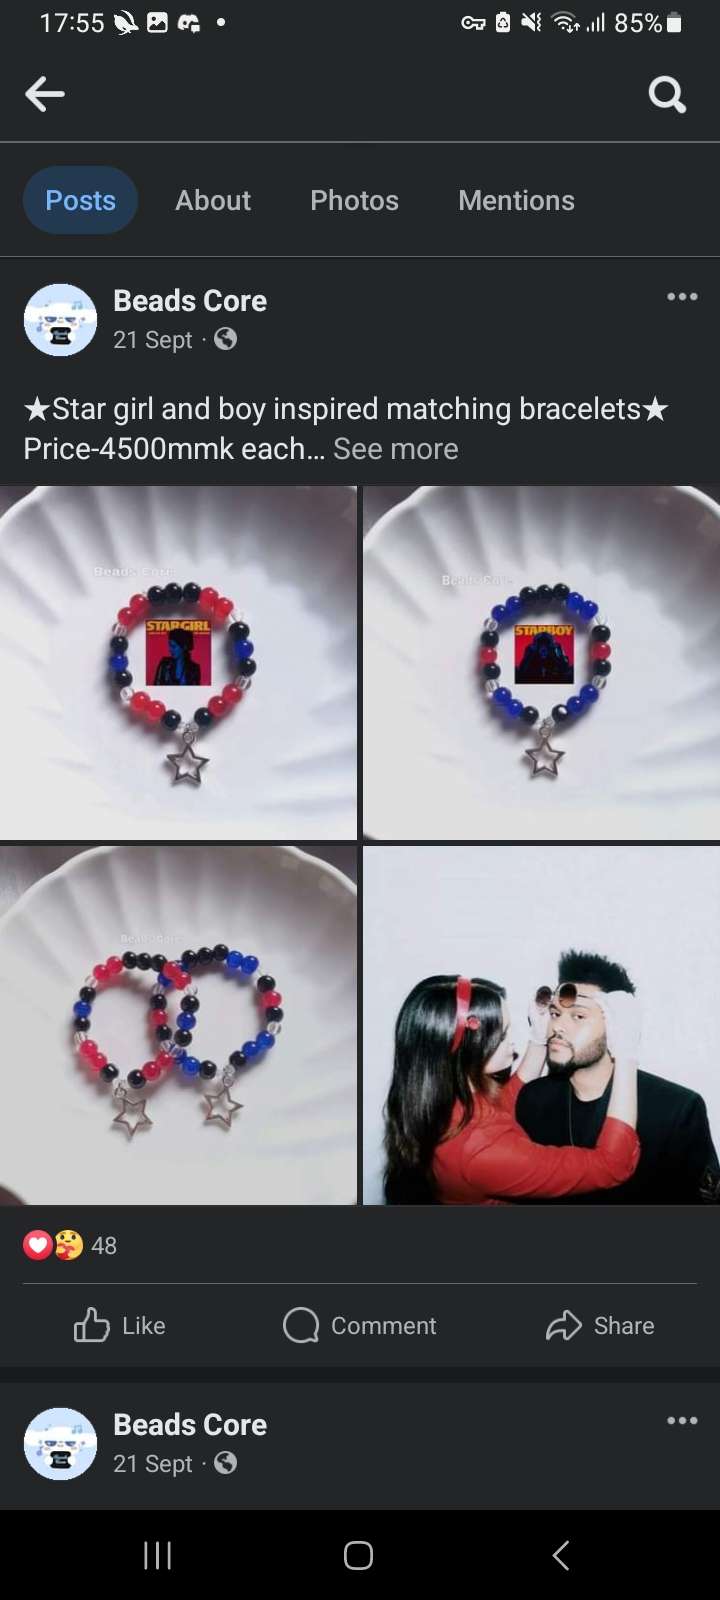 17:55 85%
Posts About Photos Mentions
Beads Core
21 Sept ·
★Star girl and boy inspired matching bracelets★
Price-4500mmk each... See more
Beads Core
STARGIRL
Beads Core
STARBOY
Beads Core
48
Like Comment Share
Beads Core
21 Sept ·